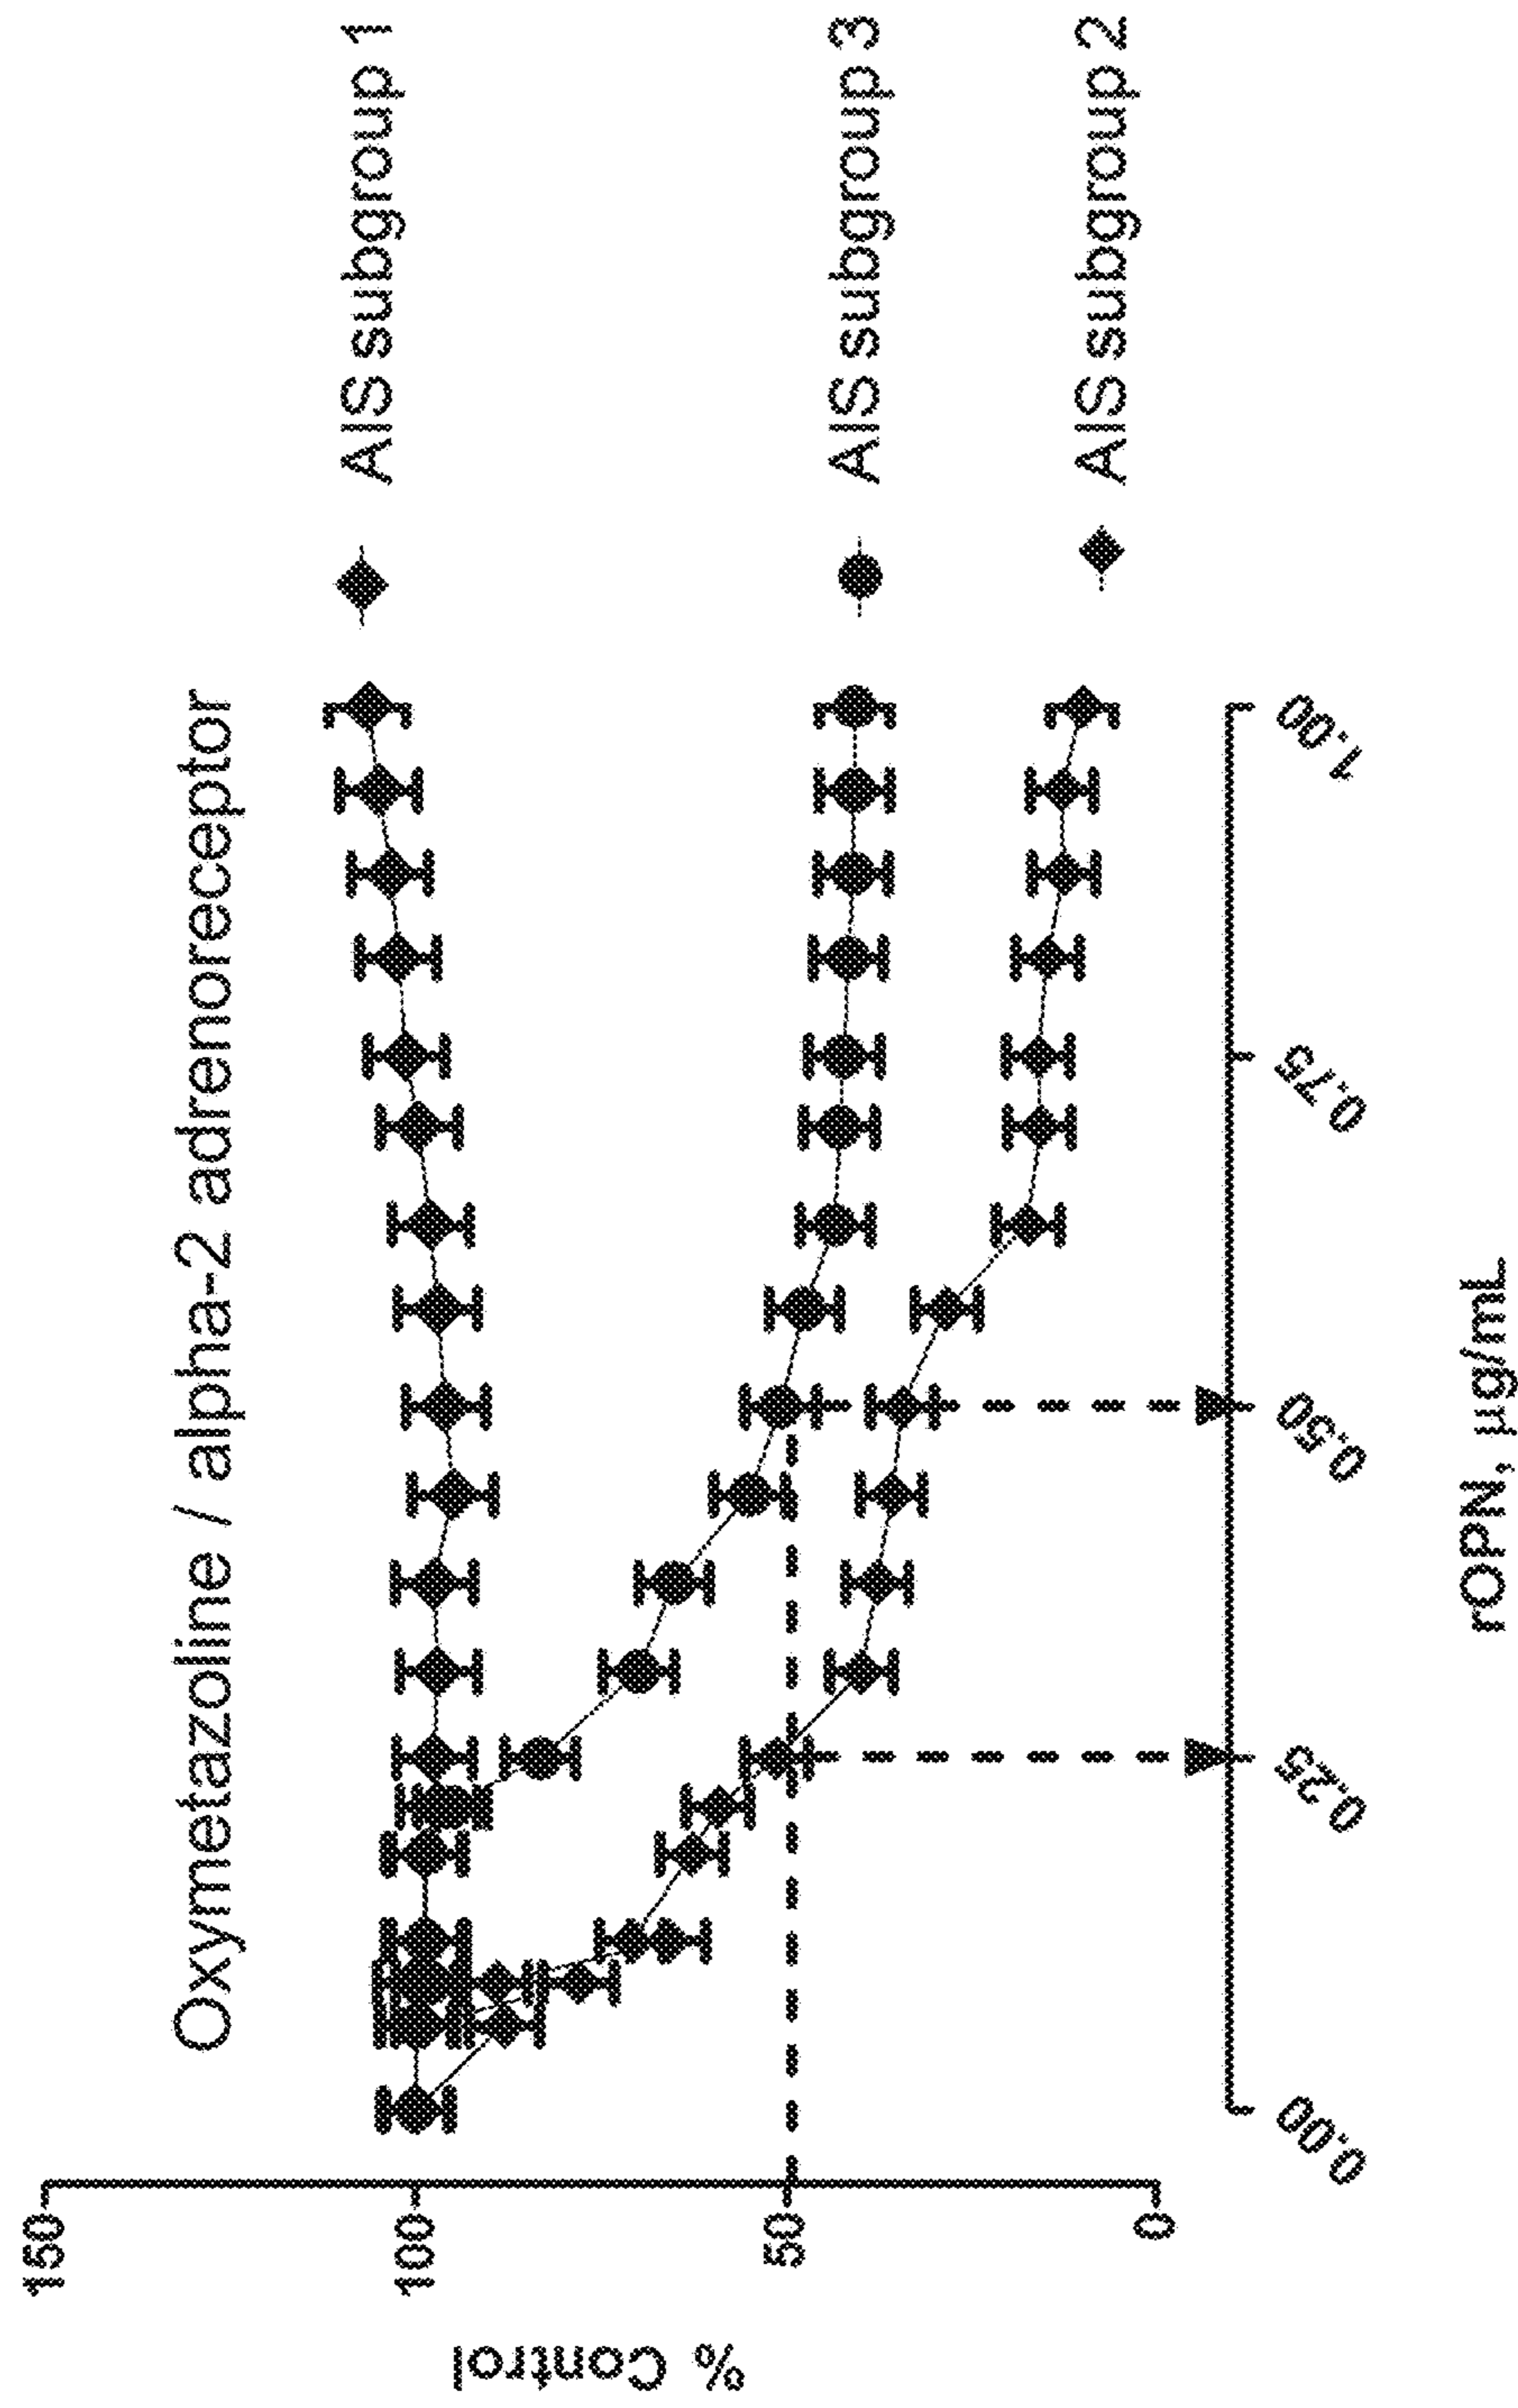 Oxymetazoline / alpha-2 adrenoreceptor
% Control
150
100
50
0
AIS subgroup 1
AIS subgroup 3
AIS subgroup 2
0.00
0.25
0.50
0.75
1.00
rOPN, µg/mL